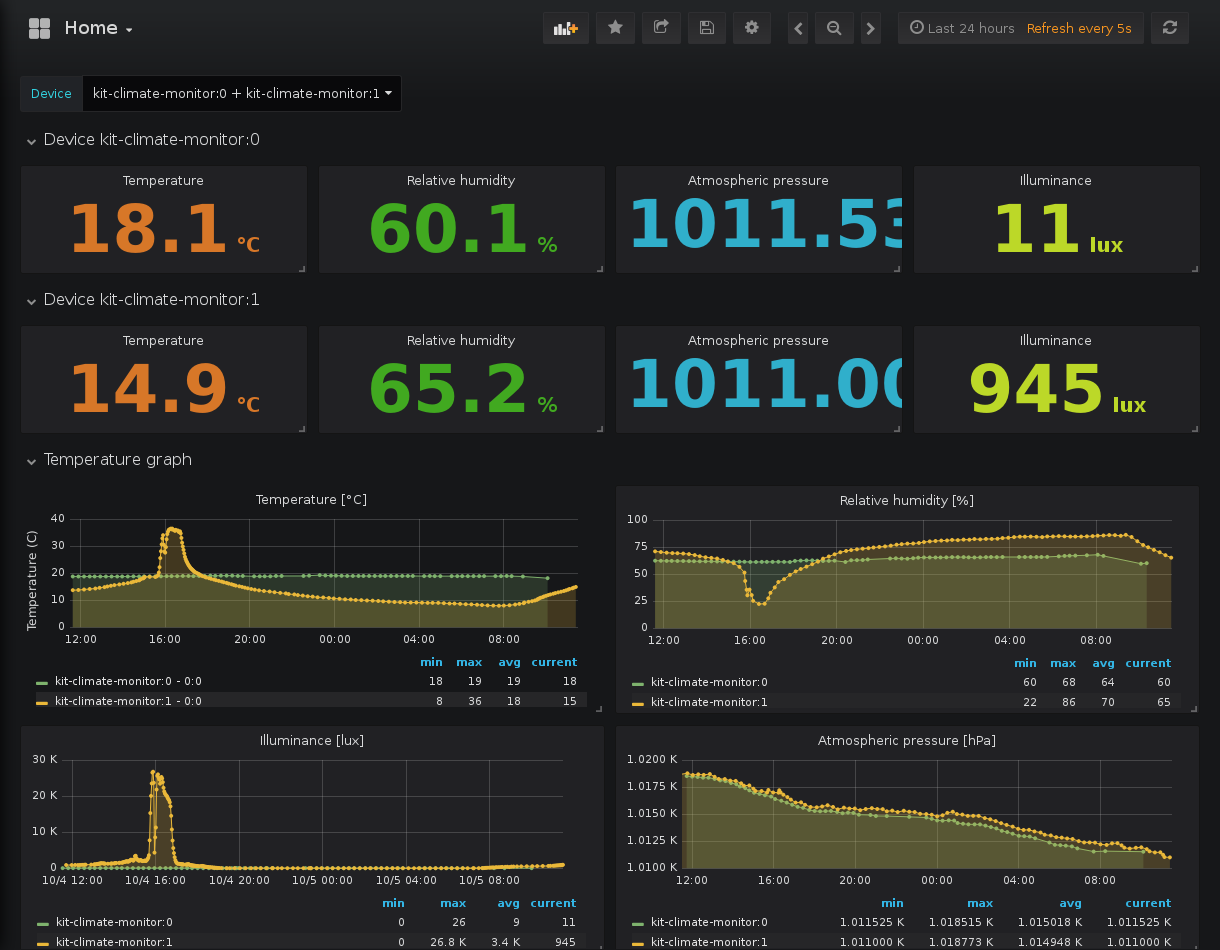 Home
Last 24 hours Refresh every 5s
Device kit-climate-monitor:0 + kit-climate-monitor:1
Device kit-climate-monitor:0
Temperature Relative humidity Atmospheric pressure Illuminance
18.1 °C 60.1 % 1011.53 11 lux
Device kit-climate-monitor:1
Temperature Relative humidity Atmospheric pressure Illuminance
14.9 °C 65.2 % 1011.00 945 lux
Temperature graph
Temperature [°C]
Temperature (C)
40
30
20
10
0
12:00 16:00 20:00 00:00 04:00 08:00
min max avg current
kit-climate-monitor:0 - 0:0 18 19 19 18
kit-climate-monitor:1 - 0:0 8 36 18 15
Relative humidity [%]
100
75
50
25
0
12:00 16:00 20:00 00:00 04:00 08:00
min max avg current
kit-climate-monitor:0 60 68 64 60
kit-climate-monitor:1 22 86 70 65
Illuminance [lux]
30 K
20 K
10 K
0
10/4 12:00 10/4 16:00 10/4 20:00 10/5 00:00 10/5 04:00 10/5 08:00
min max avg current
kit-climate-monitor:0 0 26 9 11
kit-climate-monitor:1 0 26.8 K 3.4 K 945
Atmospheric pressure [hPa]
1.0200 K
1.0175 K
1.0150 K
1.0125 K
1.0100 K
12:00 16:00 20:00 00:00 04:00 08:00
min max avg current
kit-climate-monitor:0 1.011525 K 1.018515 K 1.015018 K 1.011525 K
kit-climate-monitor:1 1.011000 K 1.018773 K 1.014948 K 1.011000 K